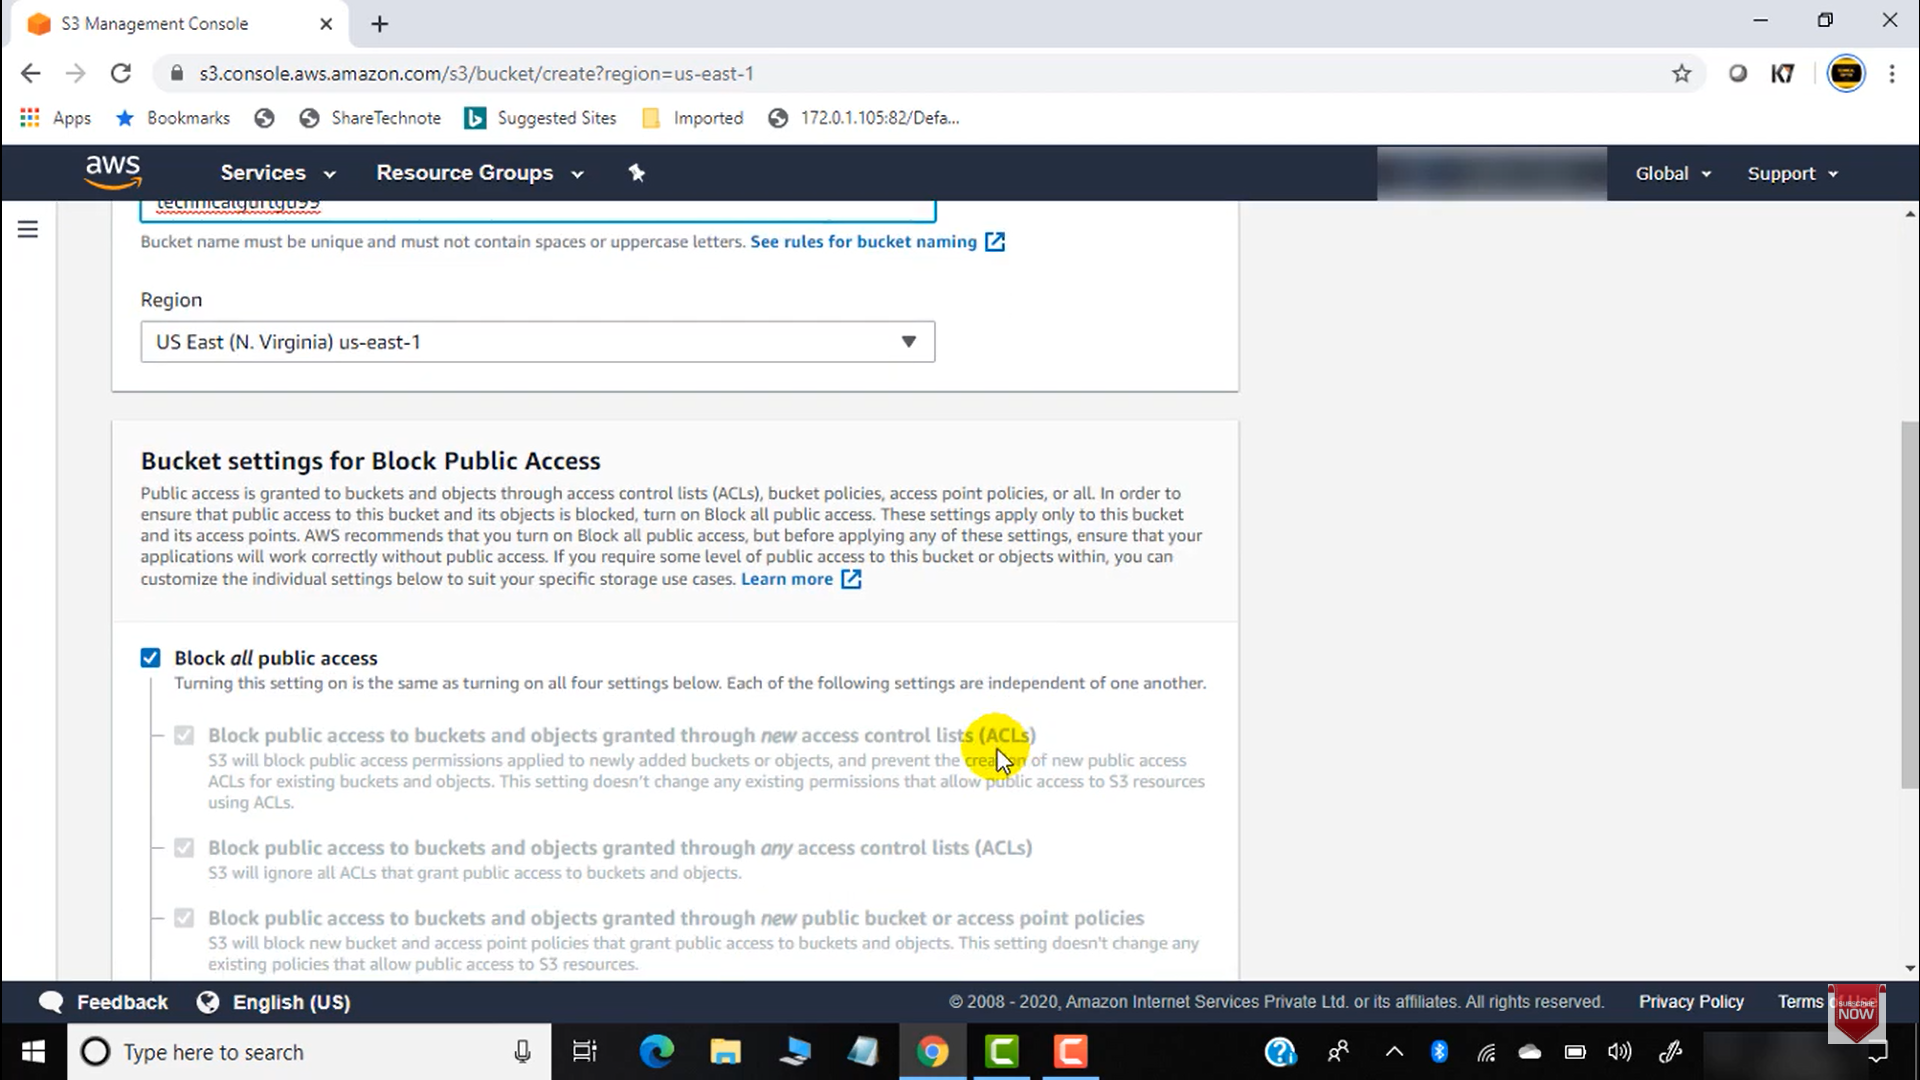 S3 Management Console
s3.console.aws.amazon.com/s3/bucket/create?region=us-east-1
K7
Apps Bookmarks ShareTechnote Suggested Sites Imported 172.0.1.105:82/Defa...
aws Services Resource Groups Global Support
Bucket name must be unique and must not contain spaces or uppercase letters. See rules for bucket naming
Region
US East (N. Virginia) us-east-1
Bucket settings for Block Public Access
Public access is granted to buckets and objects through access control lists (ACLs), bucket policies, access point policies, or all. In order to
ensure that public access to this bucket and its objects is blocked, turn on Block all public access. These settings apply only to this bucket
and its access points. AWS recommends that you turn on Block all public access, but before applying any of these settings, ensure that your
applications will work correctly without public access. If you require some level of public access to this bucket or objects within, you can
customize the individual settings below to suit your specific storage use cases. Learn more
Block all public access
Turning this setting on is the same as turning on all four settings below. Each of the following settings are independent of one another.
Block public access to buckets and objects granted through new access control lists (ACLs)
S3 will block public access permissions applied to newly added buckets or objects, and prevent the creation of new public access
ACLs for existing buckets and objects. This setting doesn't change any existing permissions that allow public access to S3 resources
using ACLs.
Block public access to buckets and objects granted through any access control lists (ACLs)
S3 will ignore all ACLs that grant public access to buckets and objects.
Block public access to buckets and objects granted through new public bucket or access point policies
S3 will block new bucket and access point policies that grant public access to buckets and objects. This setting doesn't change any
existing policies that allow public access to S3 resources.
Feedback English (US) © 2008 - 2020, Amazon Internet Services Private Ltd. or its affiliates. All rights reserved. Privacy Policy Terms of Use
SUBSCRIBE
NOW
Type here to search